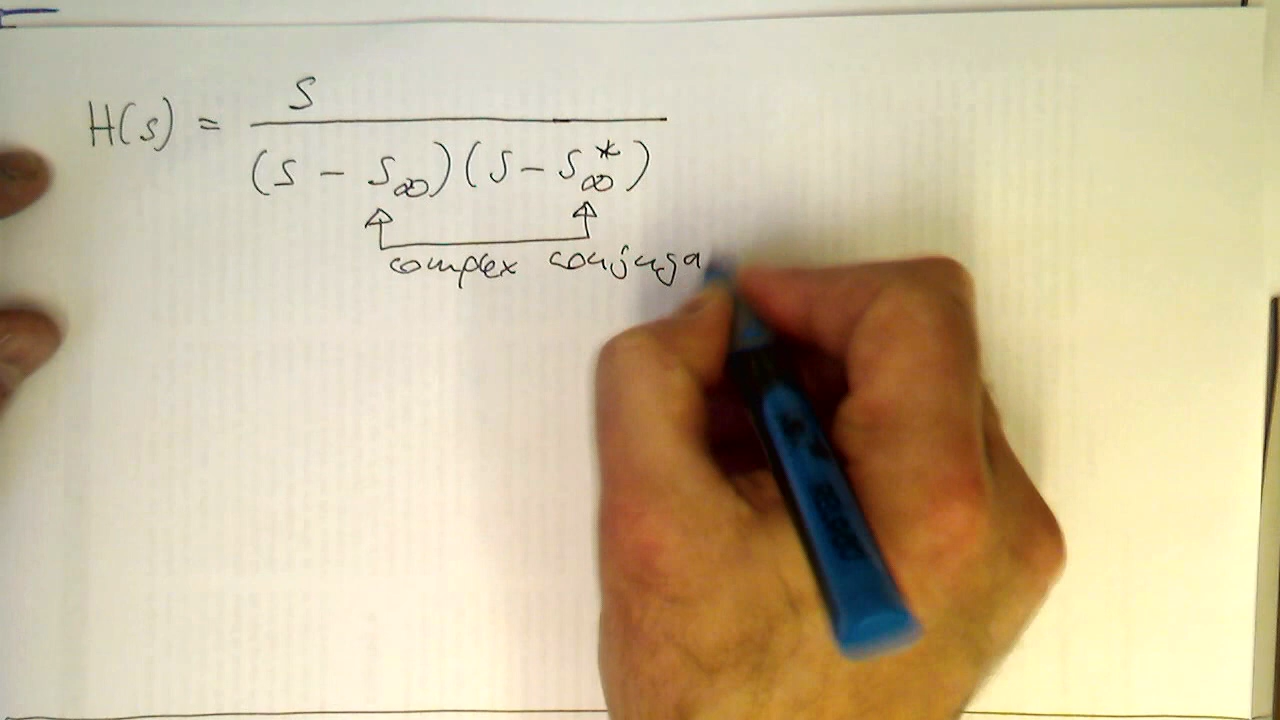 H(s) = s / (s - s∞)(s - s∞*)
complex conjuga